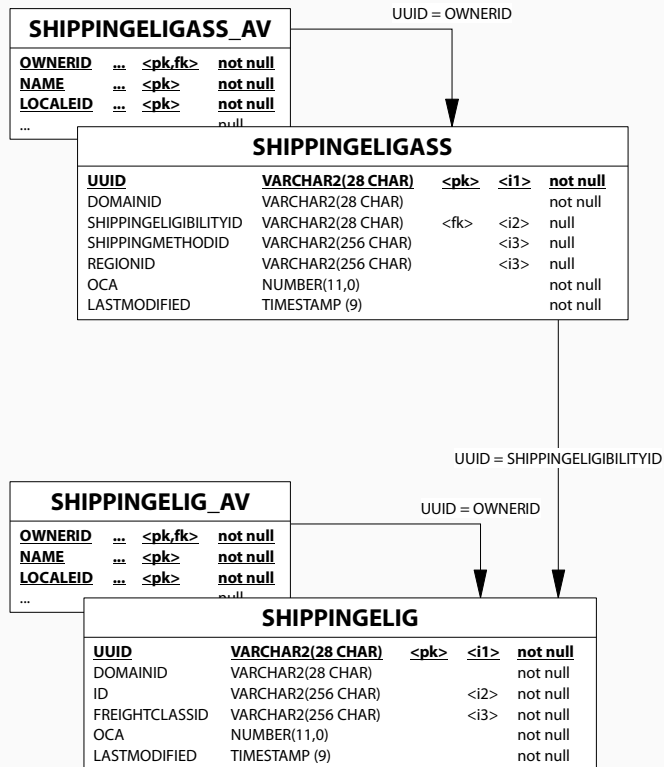 UUID = OWNERID
SHIPPINGELIGASS_AV
OWNERID ... <pk,fk> not null
NAME ... <pk> not null
LOCALEID ... <pk> not null
... null
SHIPPINGELIGASS
UUID VARCHAR2(28 CHAR) <pk> <i1> not null
DOMAINID VARCHAR2(28 CHAR) not null
SHIPPINGELIGIBILITYID VARCHAR2(28 CHAR) <fk> <i2> null
SHIPPINGMETHODID VARCHAR2(256 CHAR) <i3> null
REGIONID VARCHAR2(256 CHAR) <i3> null
OCA NUMBER(11,0) not null
LASTMODIFIED TIMESTAMP (9) not null
UUID = SHIPPINGELIGIBILITYID
SHIPPINGELIG_AV
UUID = OWNERID
OWNERID ... <pk,fk> not null
NAME ... <pk> not null
LOCALEID ... <pk> not null
... null
SHIPPINGELIG
UUID VARCHAR2(28 CHAR) <pk> <i1> not null
DOMAINID VARCHAR2(28 CHAR) not null
ID VARCHAR2(256 CHAR) <i2> not null
FREIGHTCLASSID VARCHAR2(256 CHAR) <i3> not null
OCA NUMBER(11,0) not null
LASTMODIFIED TIMESTAMP (9) not null